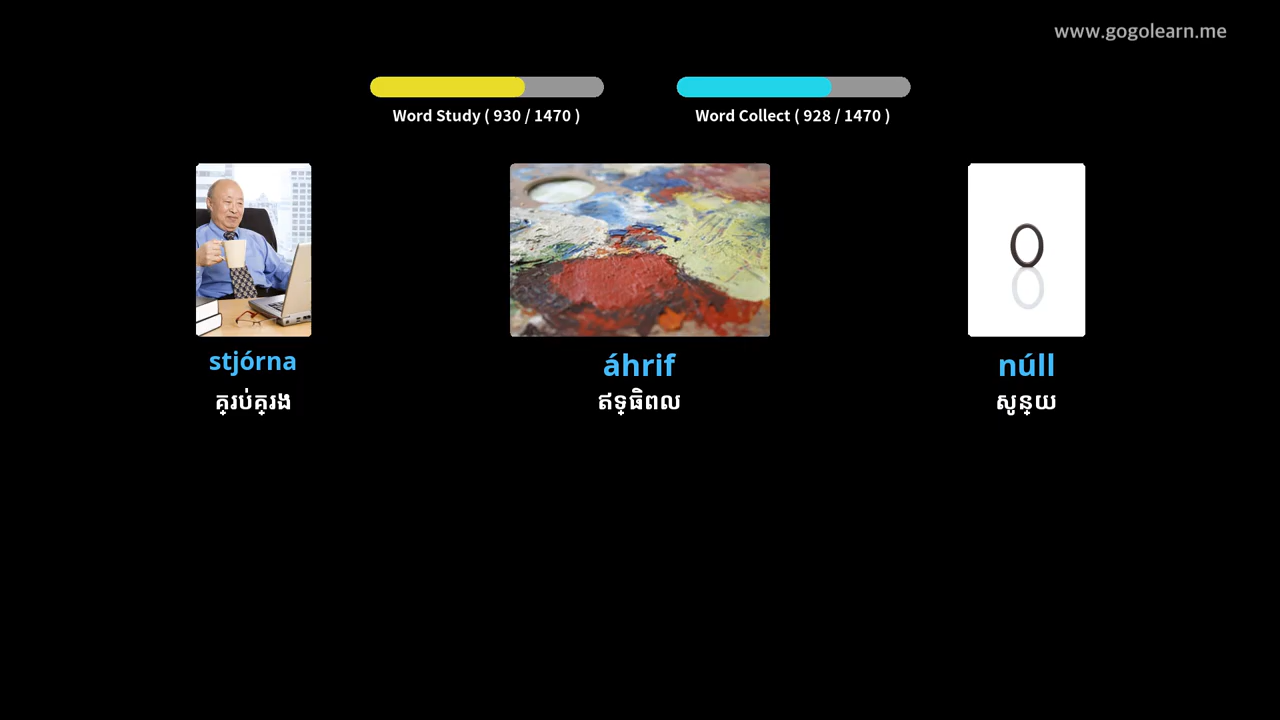 www.gogolearn.me
Word Study ( 930 / 1470 )
Word Collect ( 928 / 1470 )
stjórna
áhrif
núll
គ្រប់គ្រង
ឥទ្ធិពល
សូន្យ